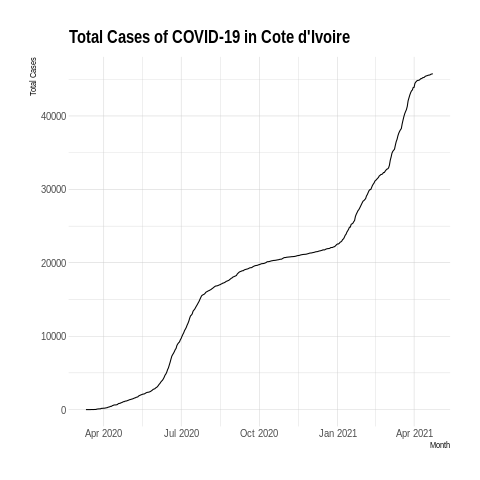 Total Cases of COVID-19 in Cote d'Ivoire
Total Cases
40000
30000
20000
10000
0
Apr 2020 Jul 2020 Oct 2020 Jan 2021 Apr 2021
Month